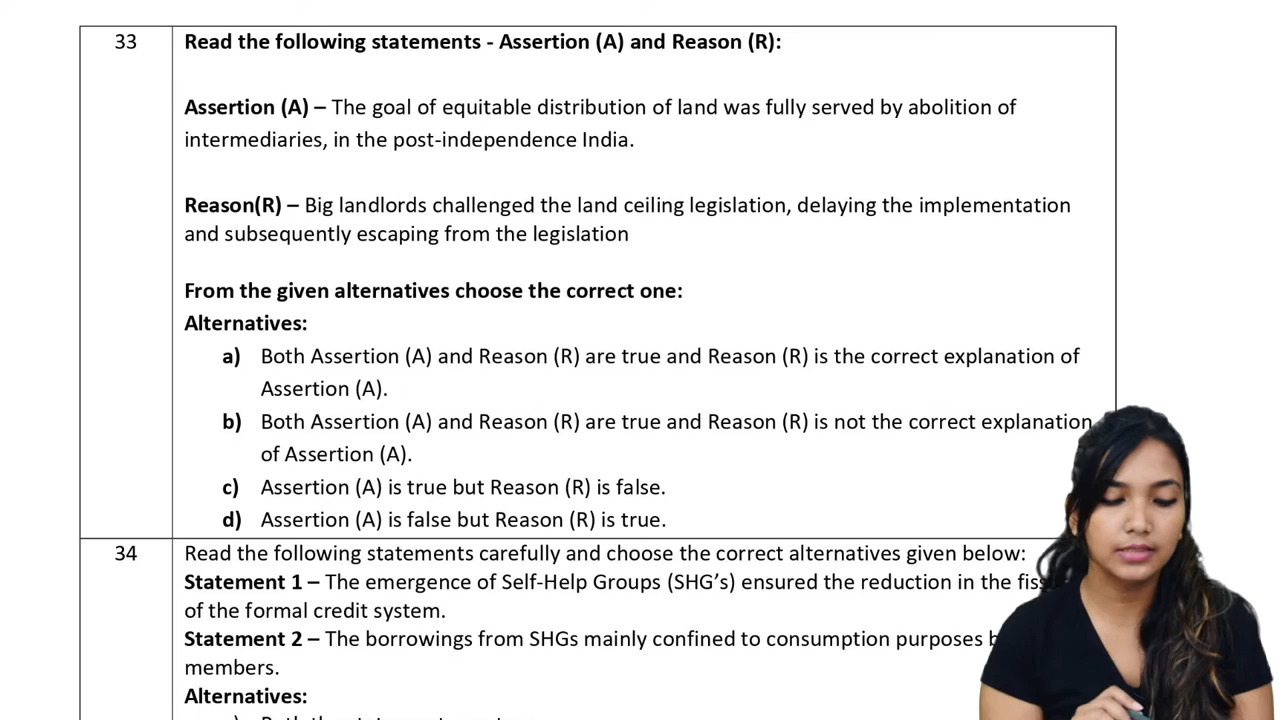 33
Read the following statements - Assertion (A) and Reason (R):
Assertion (A) – The goal of equitable distribution of land was fully served by abolition of
intermediaries, in the post-independence India.
Reason(R) – Big landlords challenged the land ceiling legislation, delaying the implementation
and subsequently escaping from the legislation
From the given alternatives choose the correct one:
Alternatives:
a) Both Assertion (A) and Reason (R) are true and Reason (R) is the correct explanation of
Assertion (A).
b) Both Assertion (A) and Reason (R) are true and Reason (R) is not the correct explanation
of Assertion (A).
c) Assertion (A) is true but Reason (R) is false.
d) Assertion (A) is false but Reason (R) is true.
34
Read the following statements carefully and choose the correct alternatives given below:
Statement 1 – The emergence of Self-Help Groups (SHG's) ensured the reduction in the
of the formal credit system.
Statement 2 – The borrowings from SHGs mainly confined to consumption purposes
members.
Alternatives: